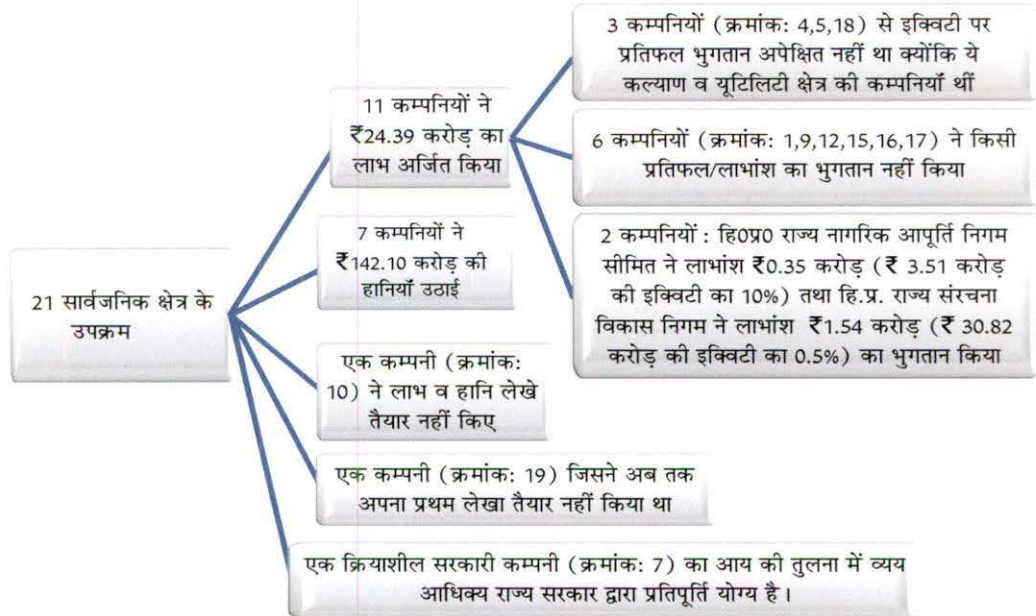 21 सार्वजनिक क्षेत्र के
उपक्रम
11 कम्पनियों ने
₹24.39 करोड़ का
लाभ अर्जित किया
3 कम्पनियों (क्रमांक: 4,5,18) से इक्विटी पर
प्रतिफल भुगतान अपेक्षित नहीं था क्योंकि ये
कल्याण व यूटिलिटी क्षेत्र की कम्पनियाँ थीं
6 कम्पनियों (क्रमांक: 1,9,12,15,16,17) ने किसी
प्रतिफल/लाभांश का भुगतान नहीं किया
2 कम्पनियों : हि0प्र0 राज्य नागरिक आपूर्ति निगम
सीमित ने लाभांश ₹0.35 करोड़ (₹ 3.51 करोड़
की इक्विटी का 10%) तथा हि.प्र. राज्य संरचना
विकास निगम ने लाभांश ₹1.54 करोड़ (₹ 30.82
करोड़ की इक्विटी का 0.5%) का भुगतान किया
7 कम्पनियों ने
₹142.10 करोड़ की
हानियाँ उठाई
एक कम्पनी (क्रमांक:
10) ने लाभ व हानि लेखे
तैयार नहीं किए
एक कम्पनी (क्रमांक: 19) जिसने अब तक
अपना प्रथम लेखा तैयार नहीं किया था
एक क्रियाशील सरकारी कम्पनी (क्रमांक: 7) का आय की तुलना में व्यय
आधिक्य राज्य सरकार द्वारा प्रतिपूर्ति योग्य है।